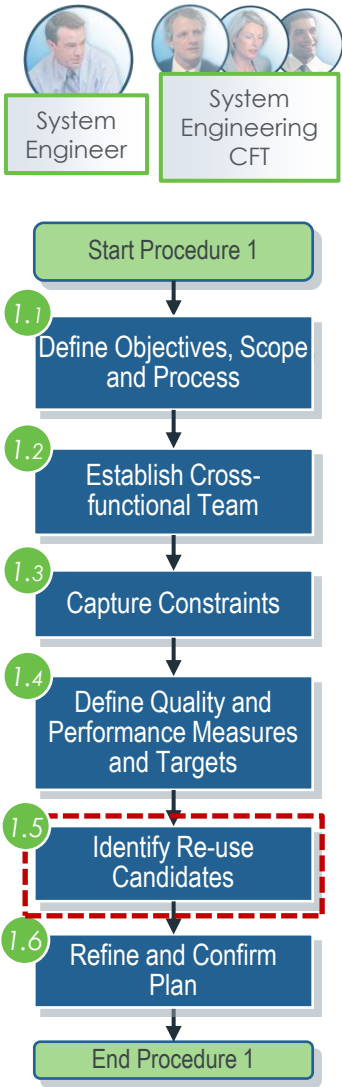 System
Engineer
System
Engineering
CFT
Start Procedure 1
1.1
Define Objectives, Scope
and Process
1.2
Establish Cross-
functional Team
1.3
Capture Constraints
1.4
Define Quality and
Performance Measures
and Targets
1.5
Identify Re-use
Candidates
1.6
Refine and Confirm
Plan
End Procedure 1